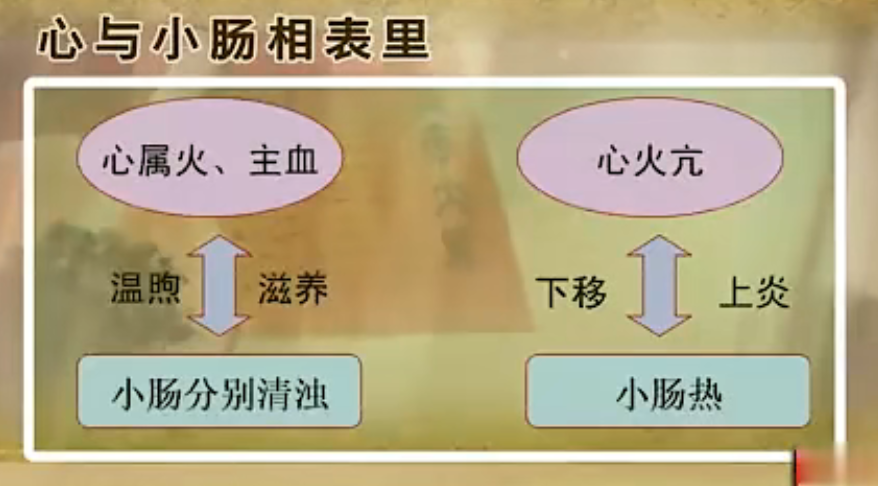 心与小肠相表里
心属火、主血
心火亢
温煦
滋养
下移
上炎
小肠分别清浊
小肠热